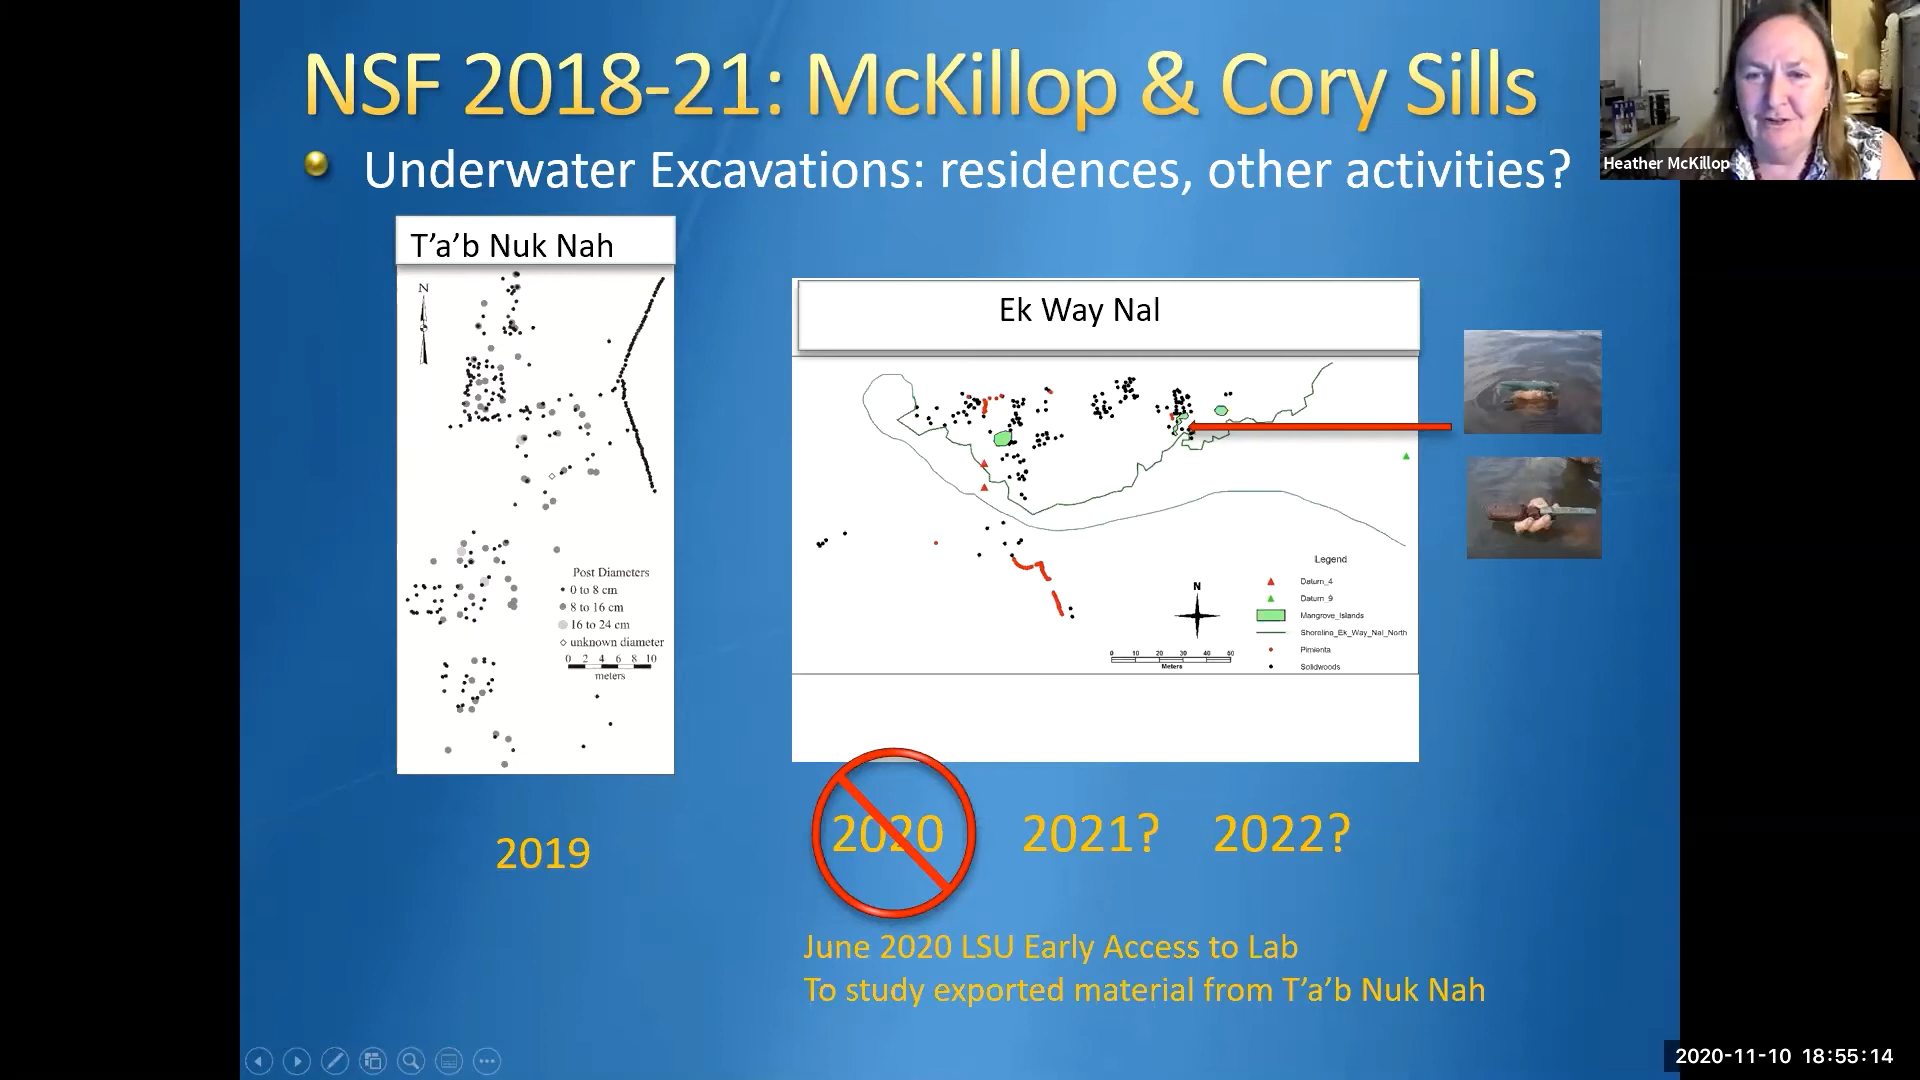 NSF 2018-21: McKillop & Cory Sills
Underwater Excavations: residences, other activities?
Heather McKillop
T'a'b Nuk Nah
N
Post Diameters
0 to 8 cm
8 to 16 cm
16 to 24 cm
unknown diameter
0 2 4 6 8 10
meters
Ek Way Nal
Legend
Datum_4
Datum_9
Mangrove_Islands
Shoreline_Ek_Way_Nal_North
Pimienta
Solidwoods
N
0 10 20 30 40 60
Meters
2019
2020 2021? 2022?
June 2020 LSU Early Access to Lab
To study exported material from T'a'b Nuk Nah
2020-11-10 18:55:14